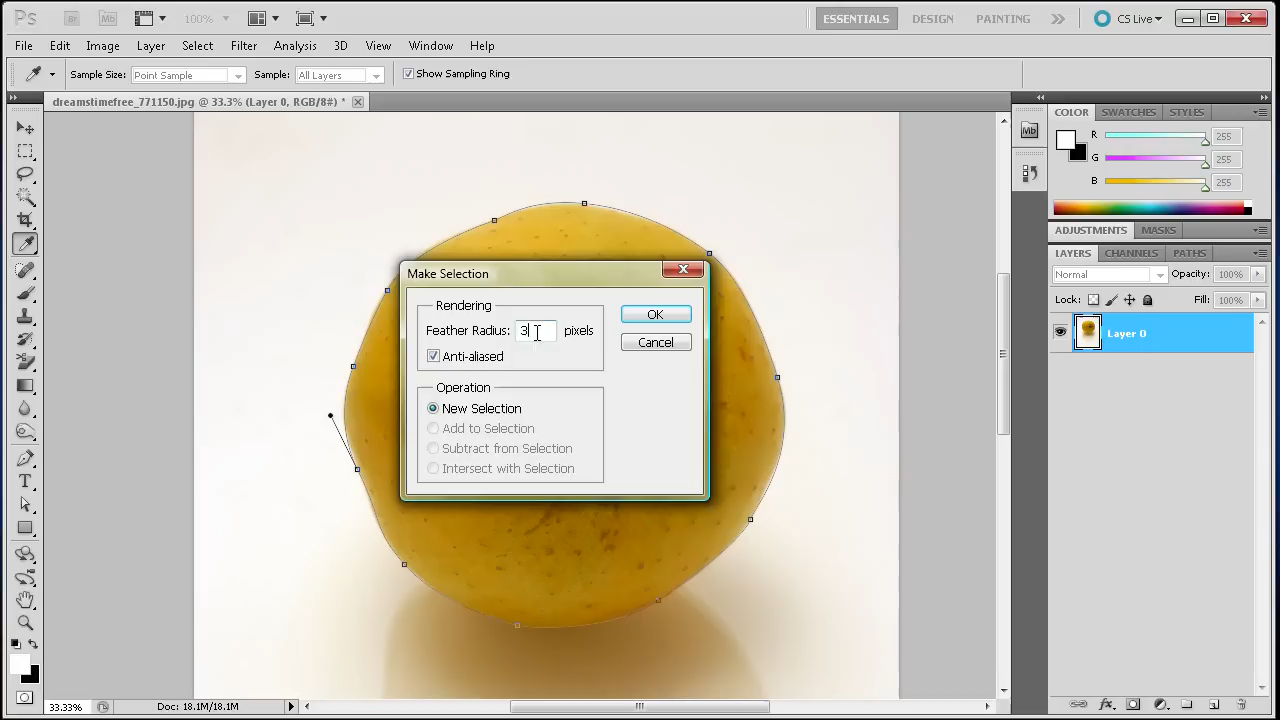 Ps Br Mb 100% ESSENTIALS DESIGN PAINTING CS Live
File Edit Image Layer Select Filter Analysis 3D View Window Help
Sample Size: Point Sample Sample: All Layers Show Sampling Ring
dreamstimefree_771150.jpg @ 33.3% (Layer 0, RGB/8#) *
COLOR SWATCHES STYLES
Mb
R 255
G 255
B 255
ADJUSTMENTS MASKS
LAYERS CHANNELS PATHS
Normal Opacity: 100%
Lock: Fill: 100%
Layer 0
Make Selection
Rendering
Feather Radius: 3 pixels
Anti-aliased
OK
Cancel
Operation
New Selection
Add to Selection
Subtract from Selection
Intersect with Selection
T
33.33% Doc: 18.1M/18.1M
fx